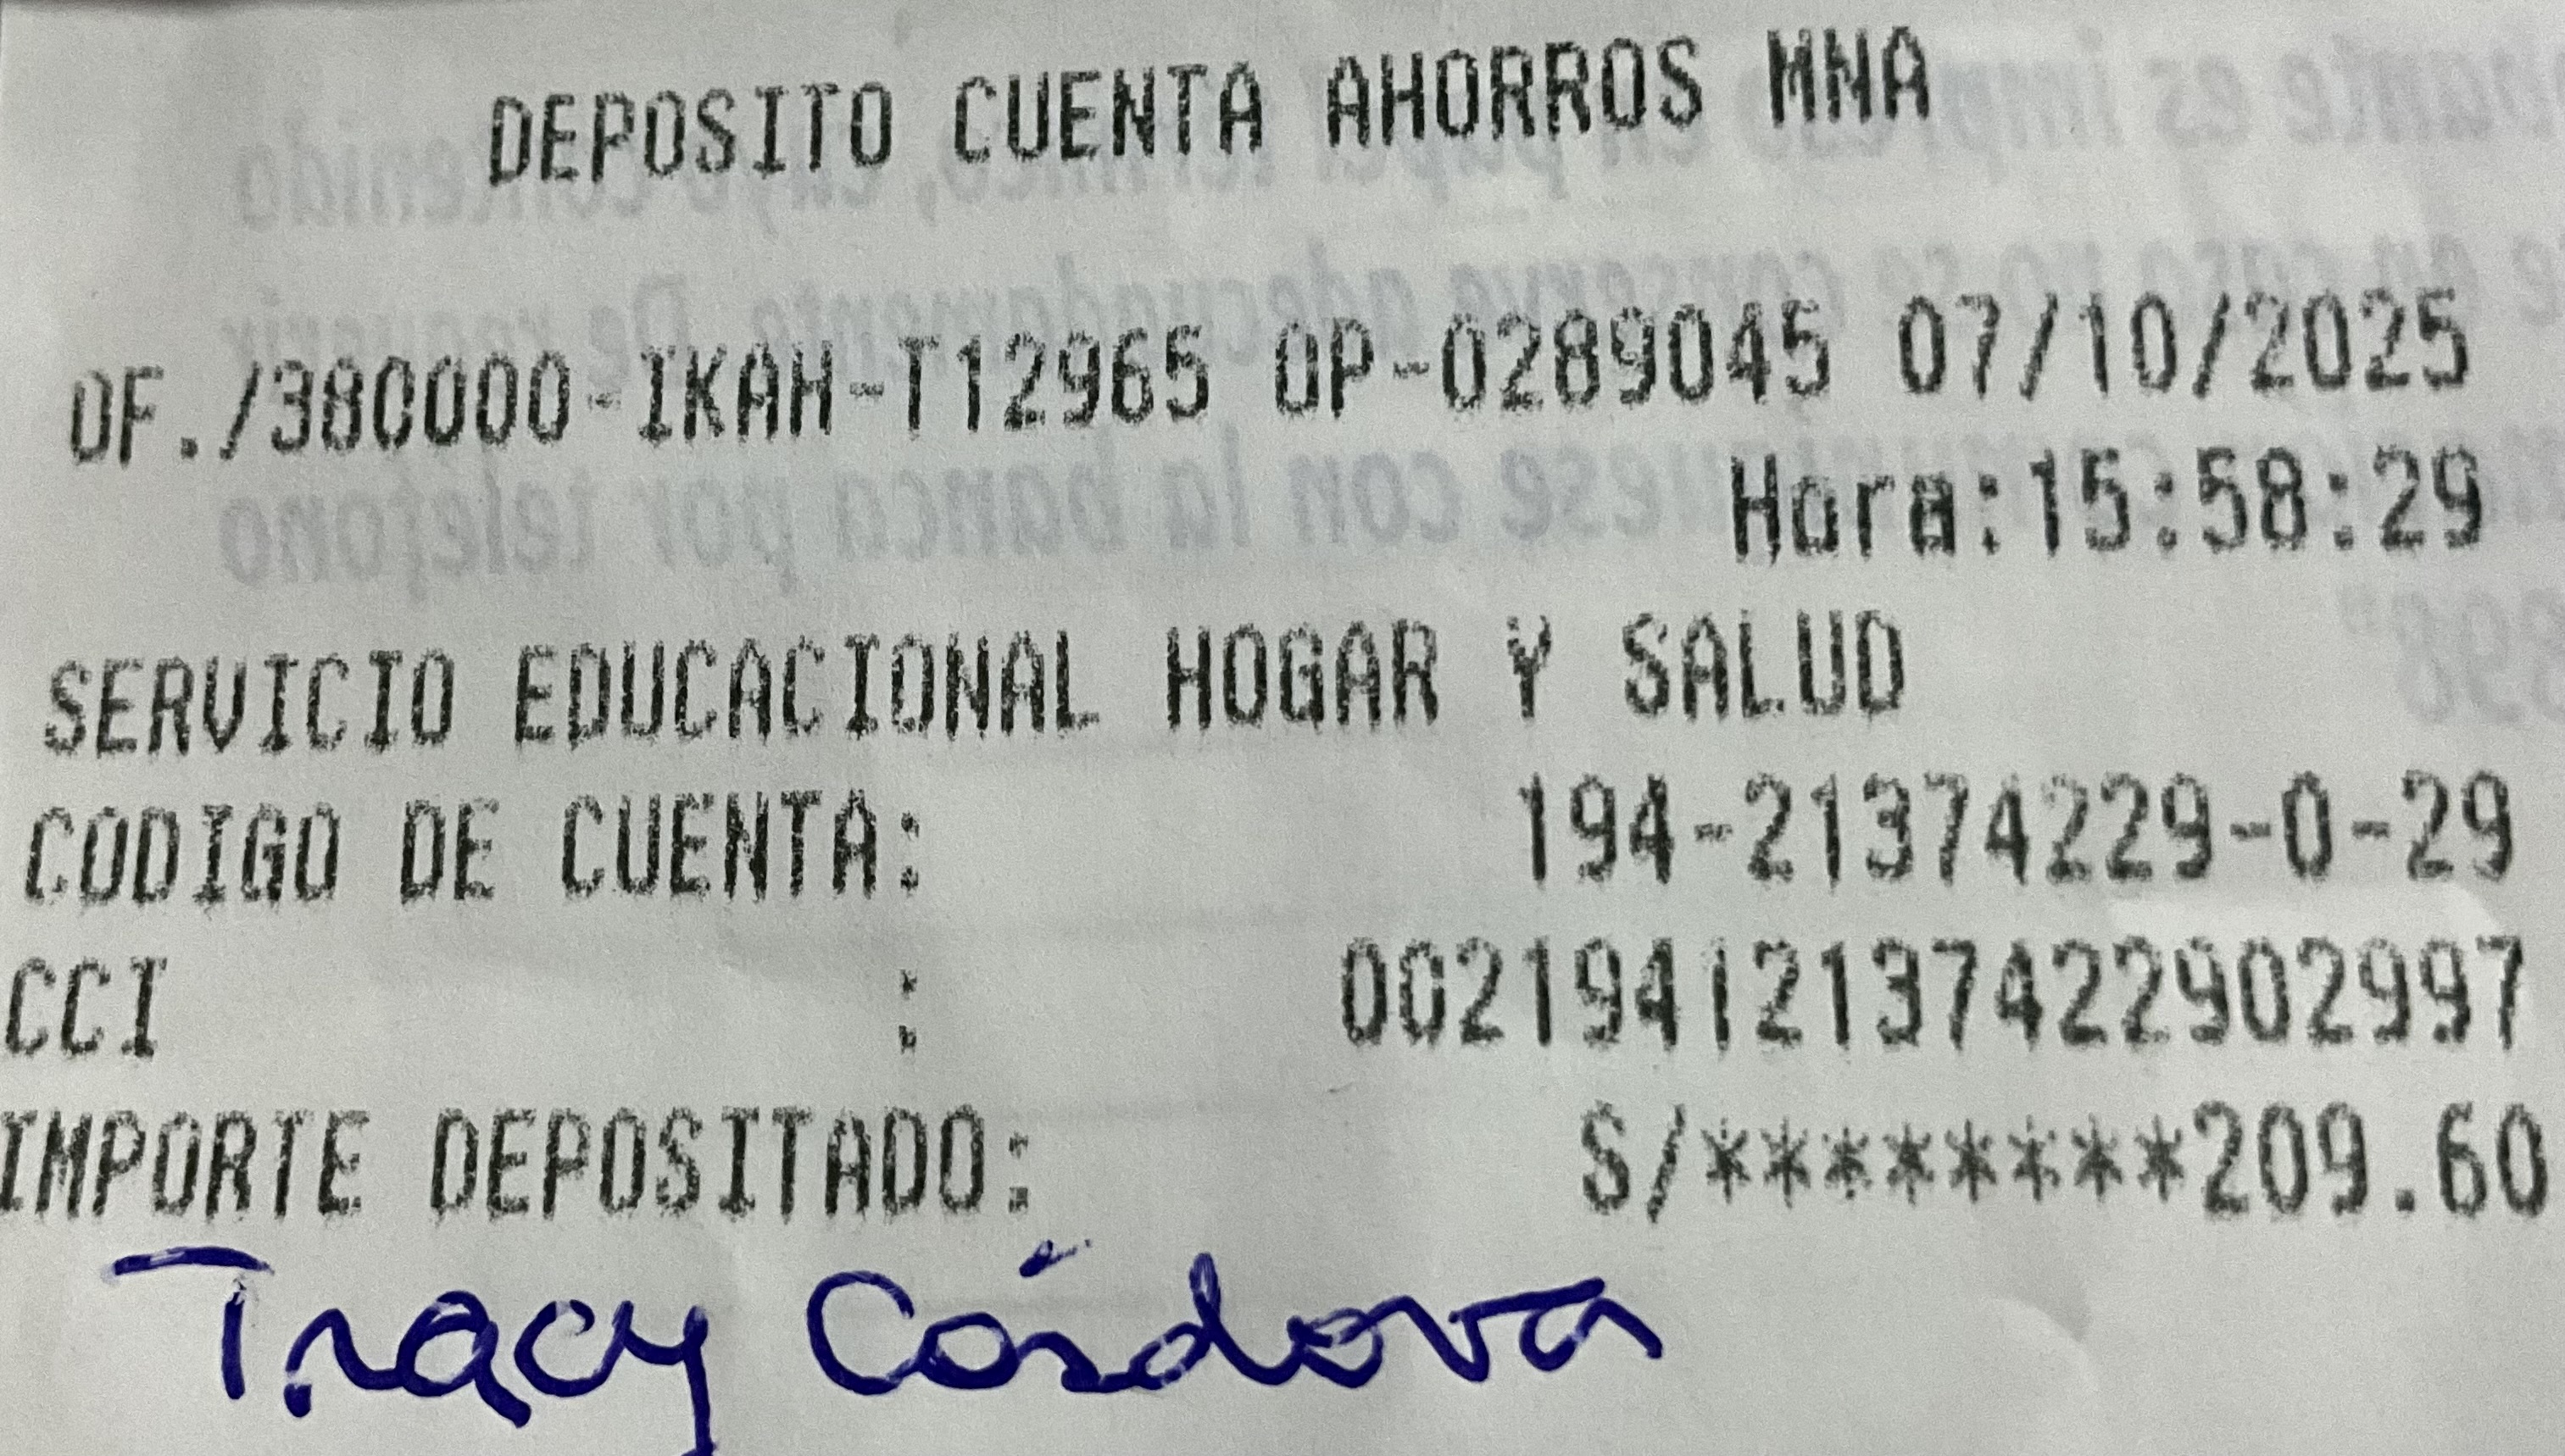 DEPOSITO CUENTA AHORROS MNA
OF./380000-IKAH-T12965 OP-0289045 07/10/2025
Hora:15:58:29
SERVICIO EDUCACIONAL HOGAR Y SALUD
CODIGO DE CUENTA: 194-21374229-0-29
CCI : 00219412137422902997
IMPORTE DEPOSITADO: S/********209.60
Tracy Córdova